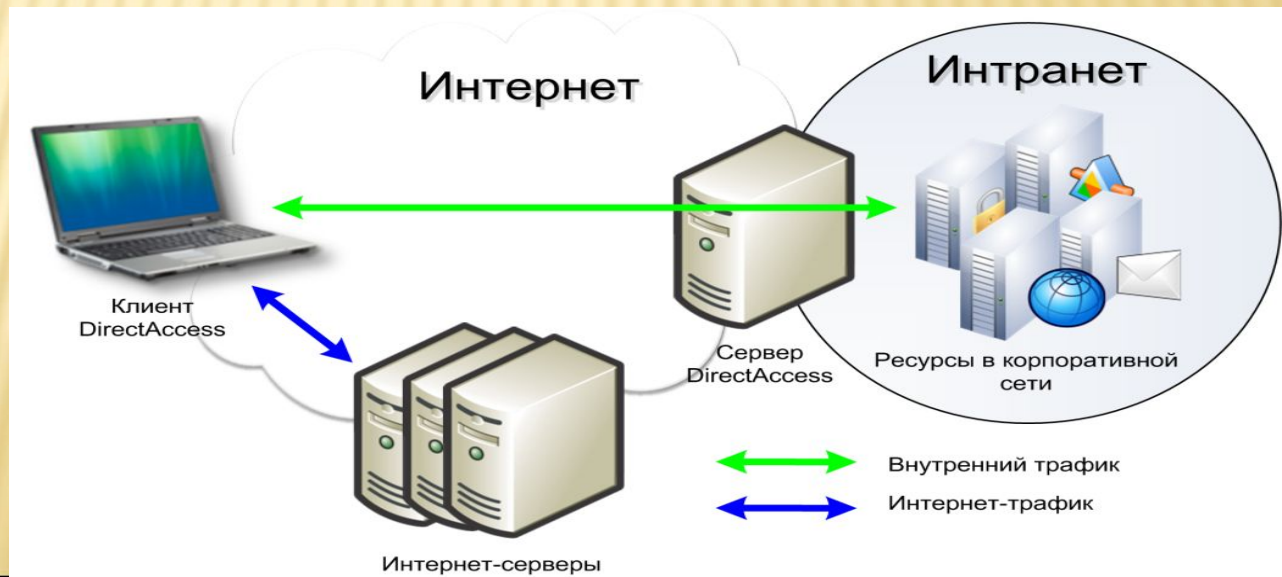 Интернет
Интранет
Клиент
DirectAccess
Сервер
DirectAccess
Ресурсы в корпоративной
сети
Внутренний трафик
Интернет-трафик
Интернет-серверы